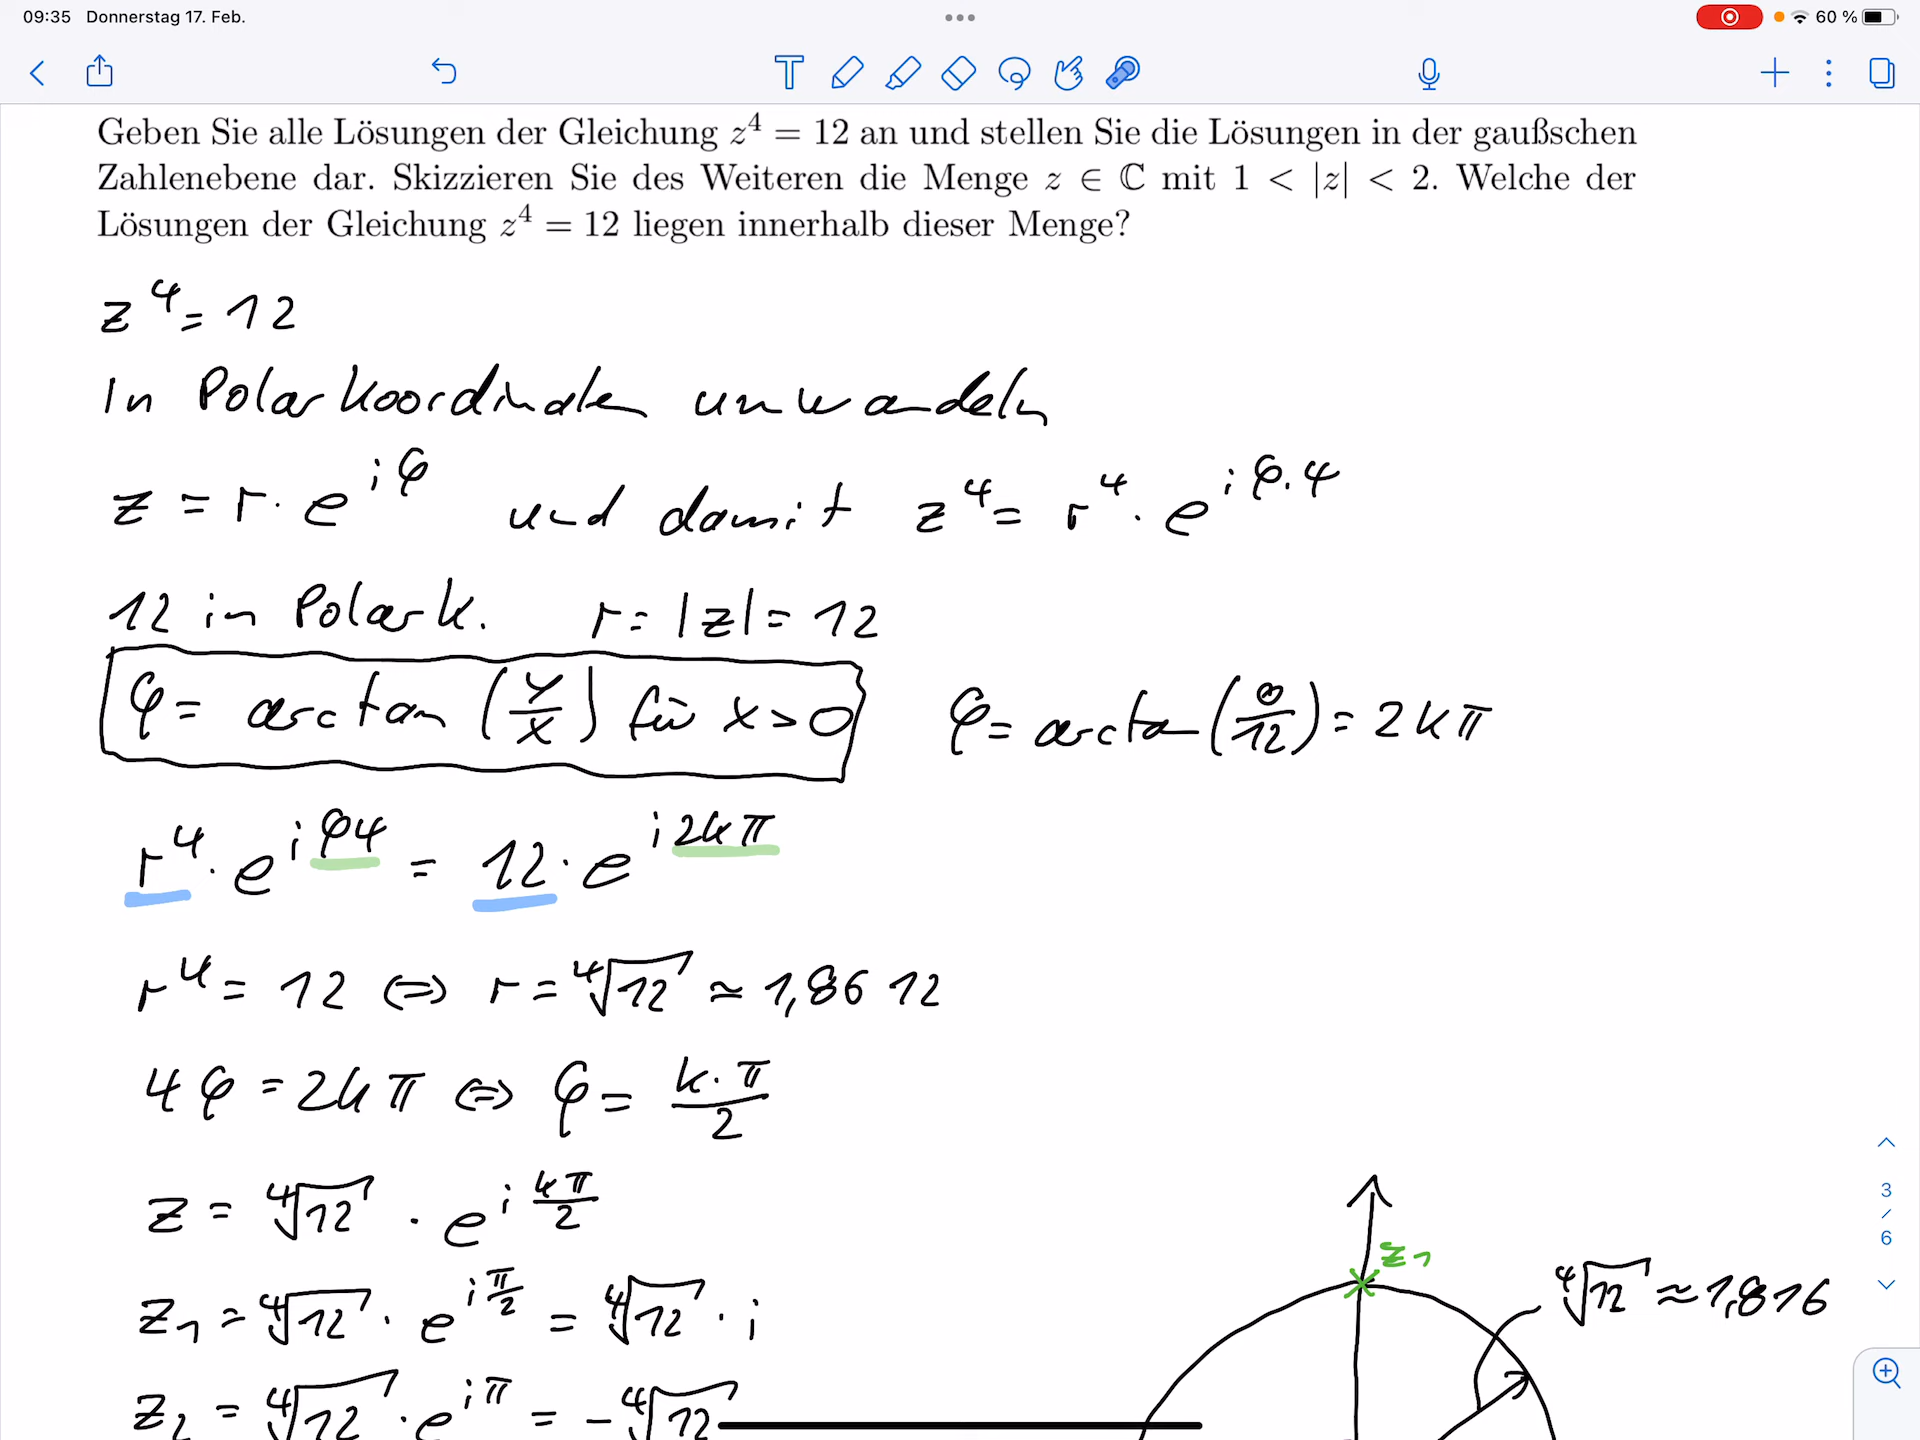 09:35 Donnerstag 17. Feb. 60 %
Geben Sie alle Lösungen der Gleichung z⁴ = 12 an und stellen Sie die Lösungen in der gaußschen
Zahlenebene dar. Skizzieren Sie des Weiteren die Menge z ∈ ℂ mit 1 < |z| < 2. Welche der
Lösungen der Gleichung z⁴ = 12 liegen innerhalb dieser Menge?
z⁴ = 12
In Polarkoordinaten umwandeln
z = r · e^{iφ} und damit z⁴ = r⁴ · e^{iφ·4}
12 in Polark. r = |z| = 12
φ = arctan (y/x) für x > 0 φ = arctan (0/12) = 2kπ
r⁴ · e^{iφ4} = 12 · e^{i2kπ}
r⁴ = 12 ⇔ r = ⁴√12 ≈ 1,8612
4φ = 2kπ ⇔ φ = k·π/2
z = ⁴√12 · e^{i kπ/2}
z₁ = ⁴√12 · e^{i π/2} = ⁴√12 · i
z₂ = ⁴√12 · e^{iπ} = -⁴√12
z₁
⁴√12 ≈ 1,816
3
/
6